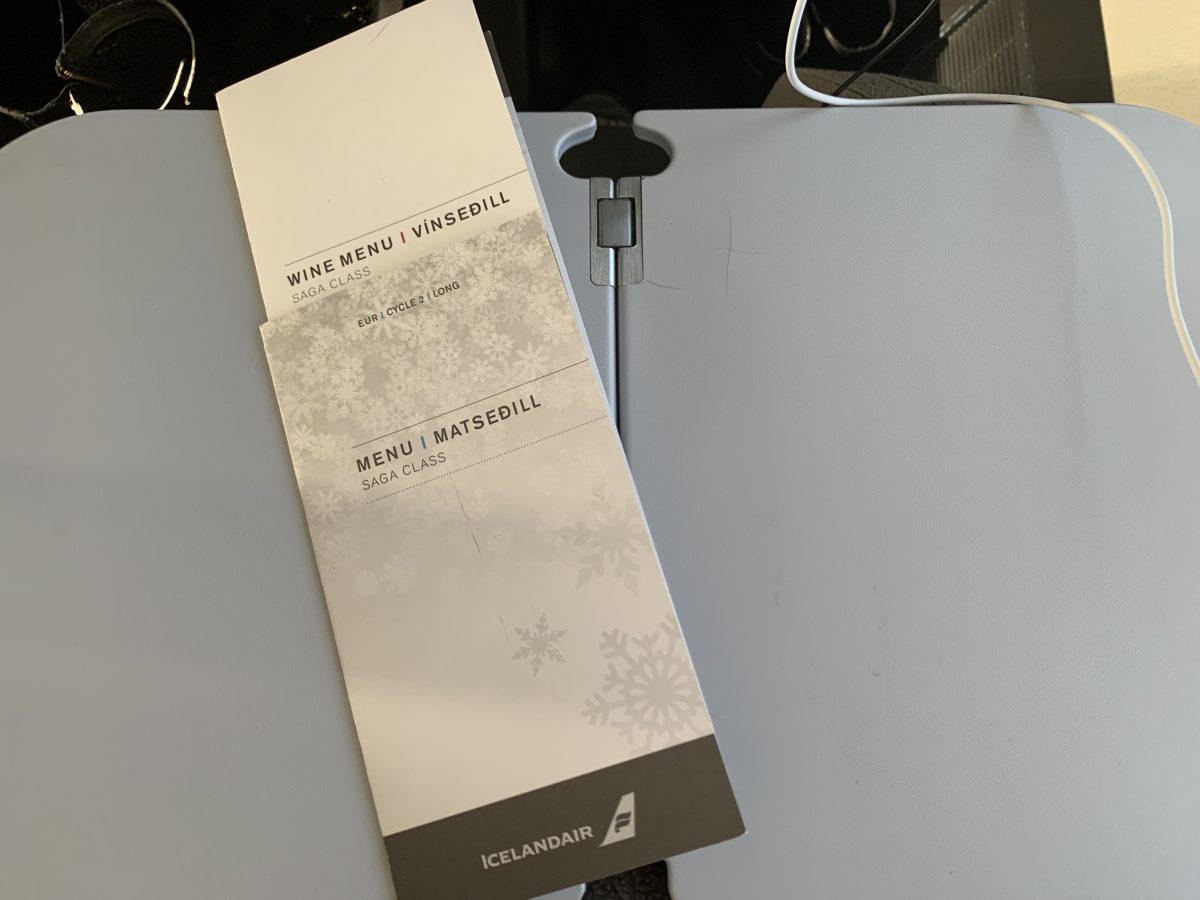 WINE MENU | VÍNSEÐILL
SAGA CLASS
EUR | CYCLE 2 | LONG
MENU | MATSEÐILL
SAGA CLASS
ICELANDAIR